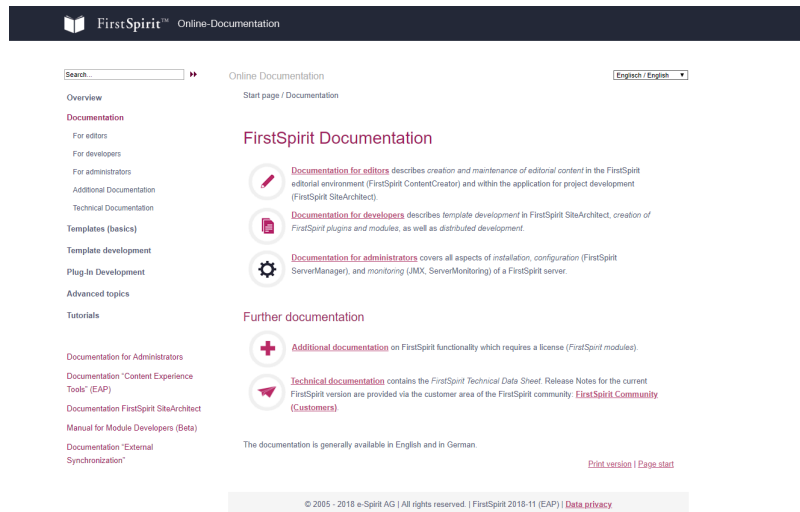 FirstSpirit™ Online-Documentation
Search...
Overview
Documentation
For editors
For developers
For administrators
Additional Documentation
Technical Documentation
Templates (basics)
Template development
Plug-In Development
Advanced topics
Tutorials
Documentation for Administrators
Documentation "Content Experience
Tools" (EAP)
Documentation FirstSpirit SiteArchitect
Manual for Module Developers (Beta)
Documentation "External
Synchronization"
Online Documentation
Englisch / English
Start page / Documentation
FirstSpirit Documentation
Documentation for editors describes creation and maintenance of editorial content in the FirstSpirit
editorial environment (FirstSpirit ContentCreator) and within the application for project development
(FirstSpirit SiteArchitect).
Documentation for developers describes template development in FirstSpirit SiteArchitect, creation of
FirstSpirit plugins and modules, as well as distributed development.
Documentation for administrators covers all aspects of installation, configuration (FirstSpirit
ServerManager), and monitoring (JMX, ServerMonitoring) of a FirstSpirit server.
Further documentation
Additional documentation on FirstSpirit functionality which requires a license (FirstSpirit modules).
Technical documentation contains the FirstSpirit Technical Data Sheet. Release Notes for the current
FirstSpirit version are provided via the customer area of the FirstSpirit community: FirstSpirit Community
(Customers).
The documentation is generally available in English and in German.
Print version | Page start
© 2005 - 2018 e-Spirit AG | All rights reserved. | FirstSpirit 2018-11 (EAP) | Data privacy